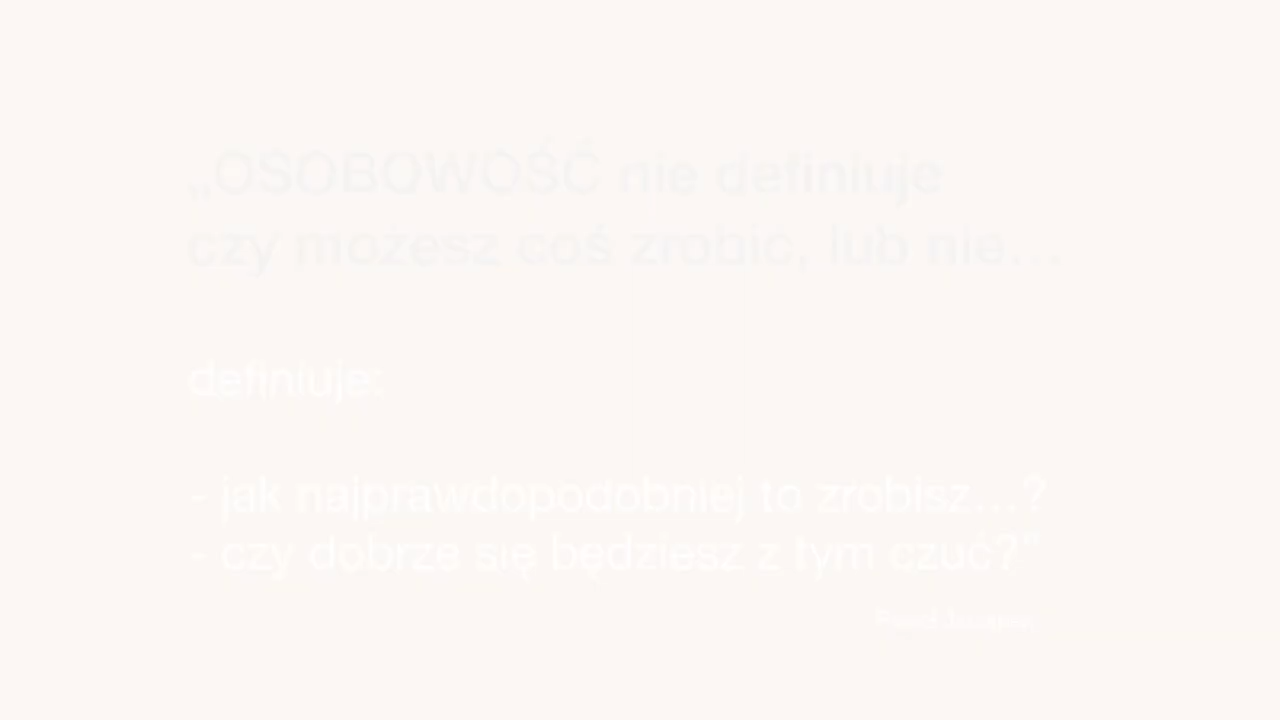 „OSOBOWOŚĆ nie definiuje
czy możesz coś zrobić, lub nie...
definiuje:
- jak najprawdopodobniej to zrobisz...?
- czy dobrze się będziesz z tym czuć?"